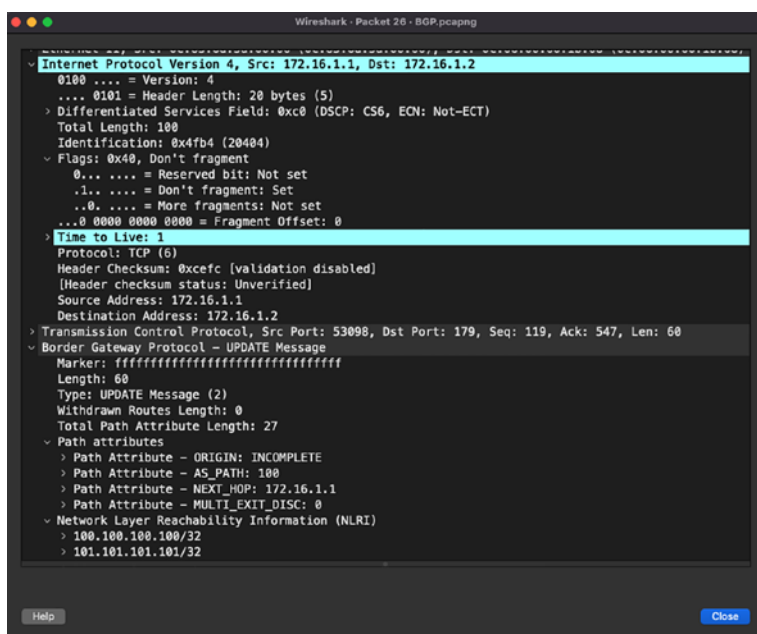 Wireshark · Packet 26 · BGP.pcapng
Internet Protocol Version 4, Src: 172.16.1.1, Dst: 172.16.1.2
0100 .... = Version: 4
.... 0101 = Header Length: 20 bytes (5)
Differentiated Services Field: 0xc0 (DSCP: CS6, ECN: Not-ECT)
Total Length: 100
Identification: 0x4fb4 (20404)
Flags: 0x40, Don't fragment
0... .... = Reserved bit: Not set
.1.. .... = Don't fragment: Set
..0. .... = More fragments: Not set
...0 0000 0000 0000 = Fragment Offset: 0
Time to Live: 1
Protocol: TCP (6)
Header Checksum: 0xcefc [validation disabled]
[Header checksum status: Unverified]
Source Address: 172.16.1.1
Destination Address: 172.16.1.2
Transmission Control Protocol, Src Port: 53098, Dst Port: 179, Seq: 119, Ack: 547, Len: 60
Border Gateway Protocol – UPDATE Message
Marker: ffffffffffffffffffffffffffffffff
Length: 60
Type: UPDATE Message (2)
Withdrawn Routes Length: 0
Total Path Attribute Length: 27
Path attributes
Path Attribute – ORIGIN: INCOMPLETE
Path Attribute – AS_PATH: 100
Path Attribute – NEXT_HOP: 172.16.1.1
Path Attribute – MULTI_EXIT_DISC: 0
Network Layer Reachability Information (NLRI)
100.100.100.100/32
101.101.101.101/32
Help
Close